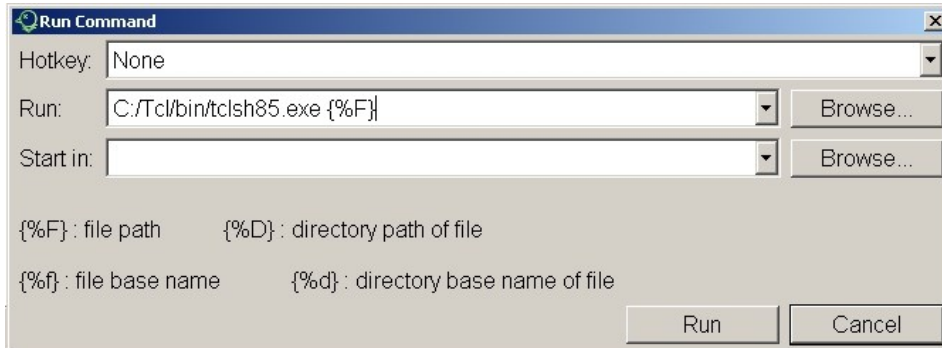 Run Command
Hotkey: None
Run: C:/Tcl/bin/tclsh85.exe {%F} Browse...
Start in: Browse...
{%F} : file path {%D} : directory path of file
{%f} : file base name {%d} : directory base name of file
Run Cancel